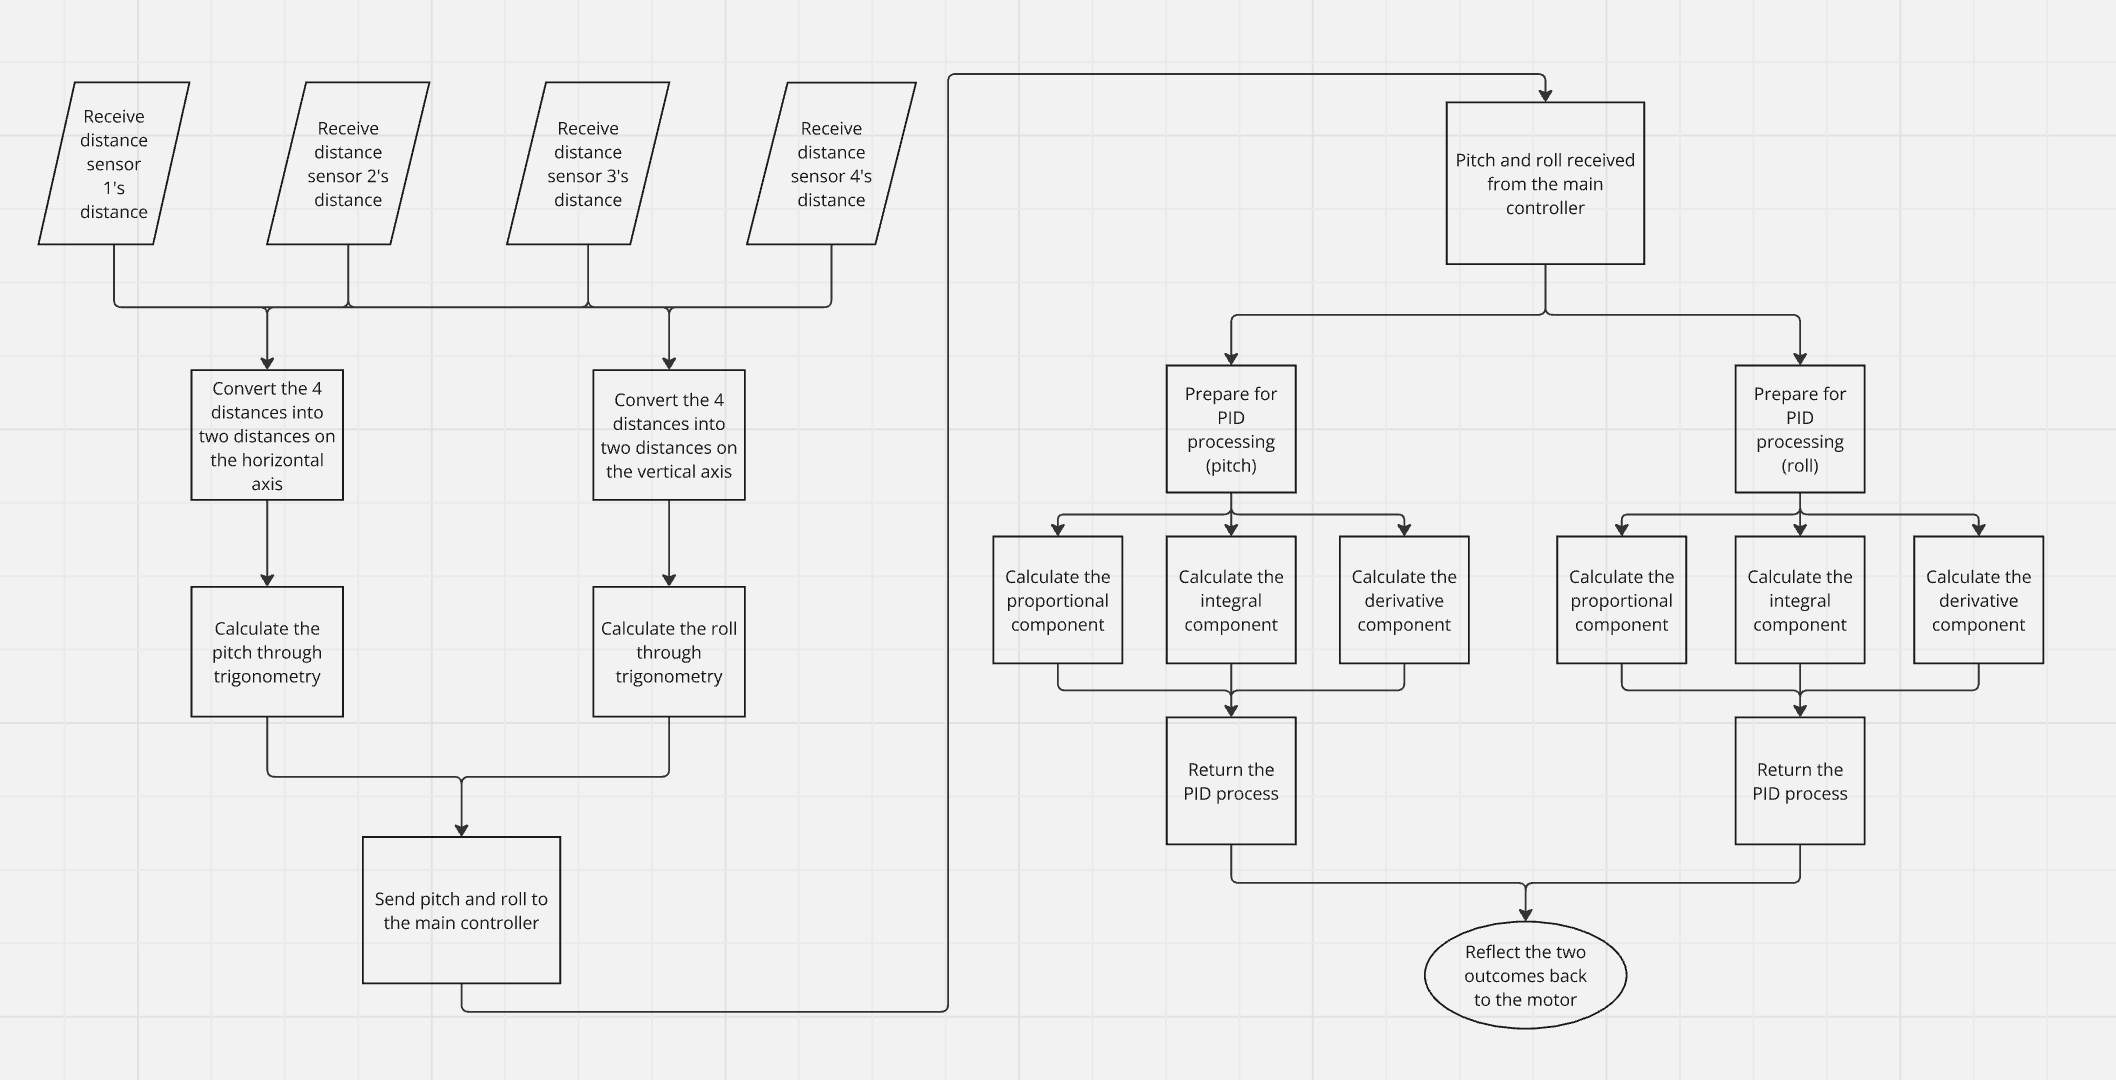 Receive
distance
sensor
1's
distance
Receive
distance
sensor 2's
distance
Receive
distance
sensor 3's
distance
Receive
distance
sensor 4's
distance
Convert the 4
distances into
two distances on
the horizontal
axis
Convert the 4
distances into
two distances on
the vertical axis
Calculate the
pitch through
trigonometry
Calculate the roll
through
trigonometry
Send pitch and roll to
the main controller
Pitch and roll received
from the main
controller
Prepare for
PID
processing
(pitch)
Prepare for
PID
processing
(roll)
Calculate the
proportional
component
Calculate the
integral
component
Calculate the
derivative
component
Calculate the
proportional
component
Calculate the
integral
component
Calculate the
derivative
component
Return the
PID process
Return the
PID process
Reflect the two
outcomes back
to the motor